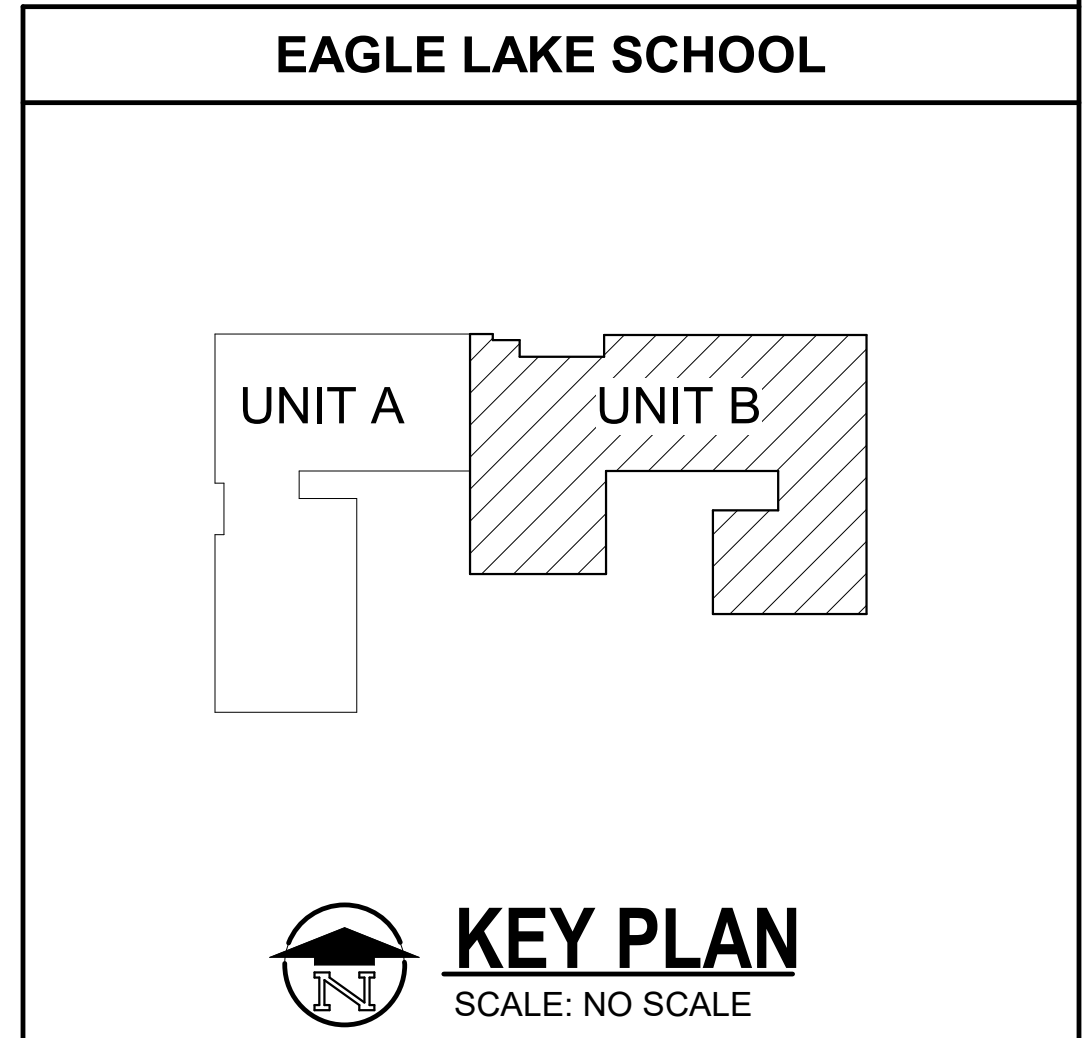 EAGLE LAKE SCHOOL
UNIT A
UNIT B
N
KEY PLAN
SCALE: NO SCALE